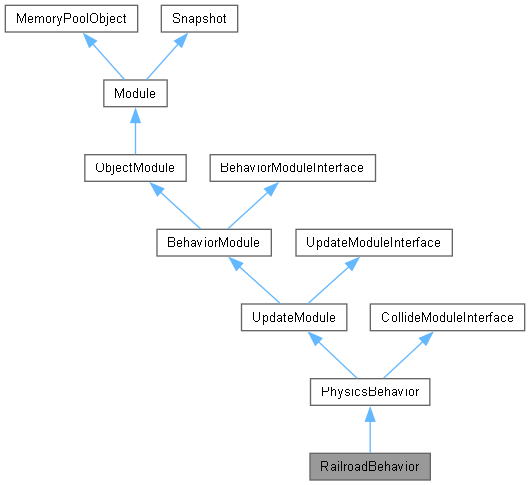 MemoryPoolObject
Snapshot
Module
ObjectModule
BehaviorModuleInterface
BehaviorModule
UpdateModuleInterface
UpdateModule
CollideModuleInterface
PhysicsBehavior
RailroadBehavior